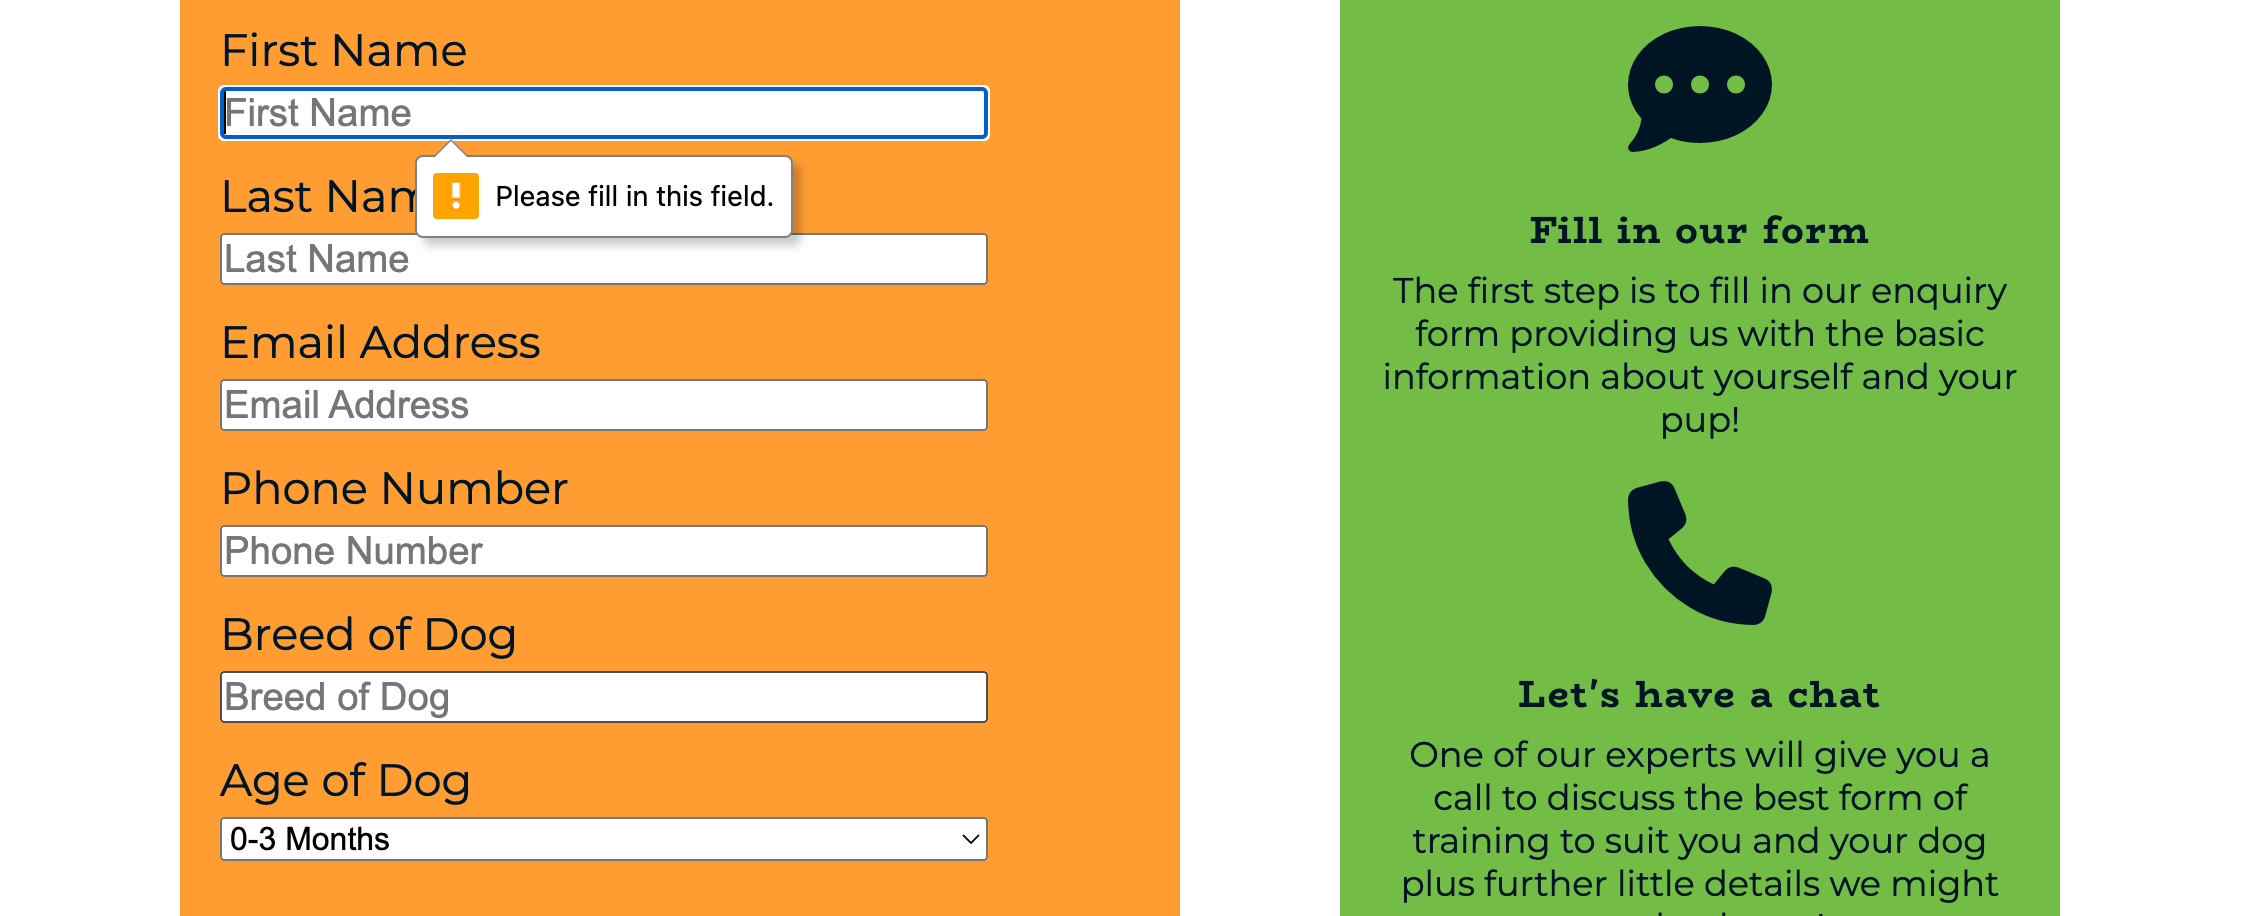 First Name
First Name
Please fill in this field.
Last Nam
Last Name
Email Address
Email Address
Phone Number
Phone Number
Breed of Dog
Breed of Dog
Age of Dog
0-3 Months
Fill in our form
The first step is to fill in our enquiry
form providing us with the basic
information about yourself and your
pup!
Let's have a chat
One of our experts will give you a
call to discuss the best form of
training to suit you and your dog
plus further little details we might